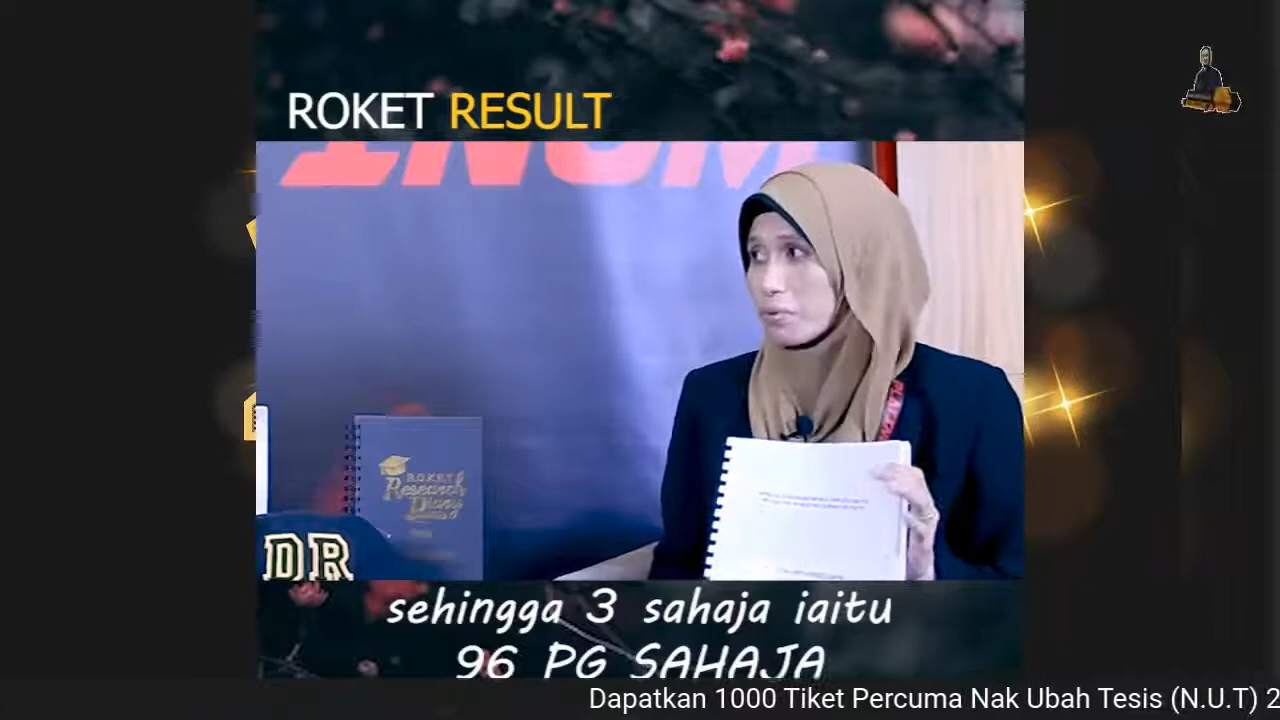 ROKET RESULT
ROKET
Research
Diary
DR
sehingga 3 sahaja iaitu
96 PG SAHAJA
Dapatkan 1000 Tiket Percuma Nak Ubah Tesis (N.U.T) 2